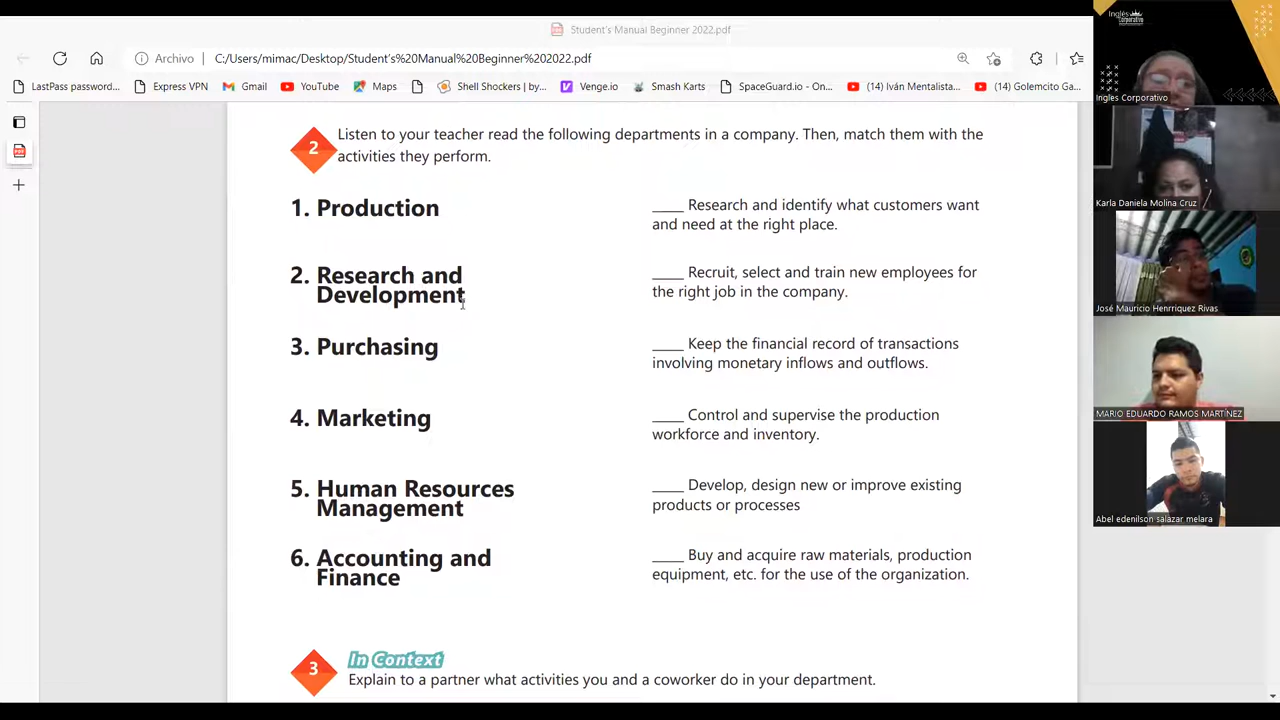 Student's Manual Beginner 2022.pdf
Archivo C:/Users/mimac/Desktop/Student's%20Manual%20Beginner%202022.pdf
LastPass password... Express VPN Gmail YouTube Maps Shell Shockers | by... Venge.io Smash Karts SpaceGuard.io - On... (14) Iván Mentalista... (14) Golemcito Ga...
2 Listen to your teacher read the following departments in a company. Then, match them with the
activities they perform.
1. Production
____ Research and identify what customers want
and need at the right place.
2. Research and
Development
____ Recruit, select and train new employees for
the right job in the company.
3. Purchasing
____ Keep the financial record of transactions
involving monetary inflows and outflows.
4. Marketing
____ Control and supervise the production
workforce and inventory.
5. Human Resources
Management
____ Develop, design new or improve existing
products or processes
6. Accounting and
Finance
____ Buy and acquire raw materials, production
equipment, etc. for the use of the organization.
3 In Context
Explain to a partner what activities you and a coworker do in your department.
Inglés
Corporativo
Inglés Corporativo
Karla Daniela Molina Cruz
José Mauricio Henrriquez Rivas
MARIO EDUARDO RAMOS MARTÍNEZ
Abel edenilson salazar melara